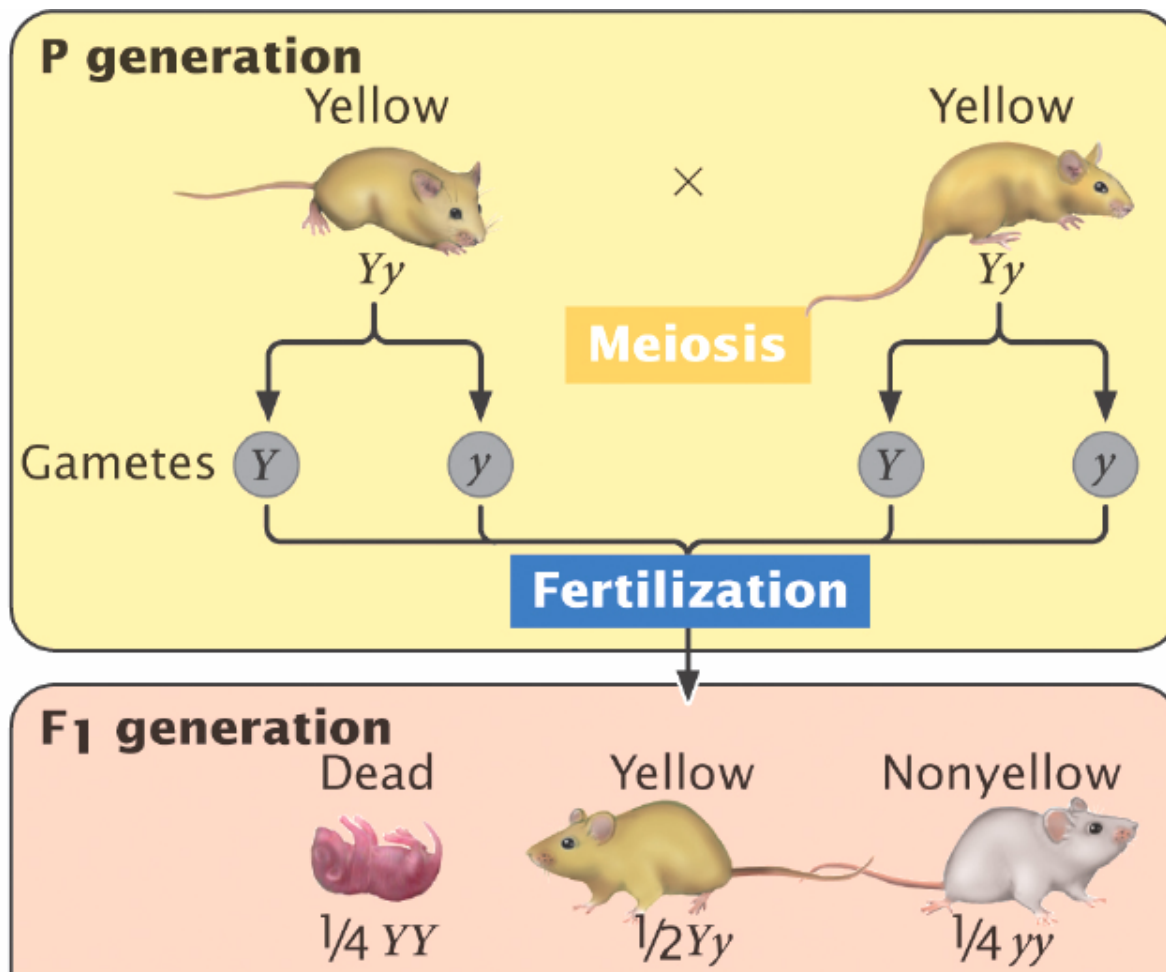 P generation
Yellow Yellow
×
Yy Yy
Meiosis
Gametes Y y Y y
Fertilization
F1 generation
Dead Yellow Nonyellow
1/4 YY 1/2Yy 1/4 yy